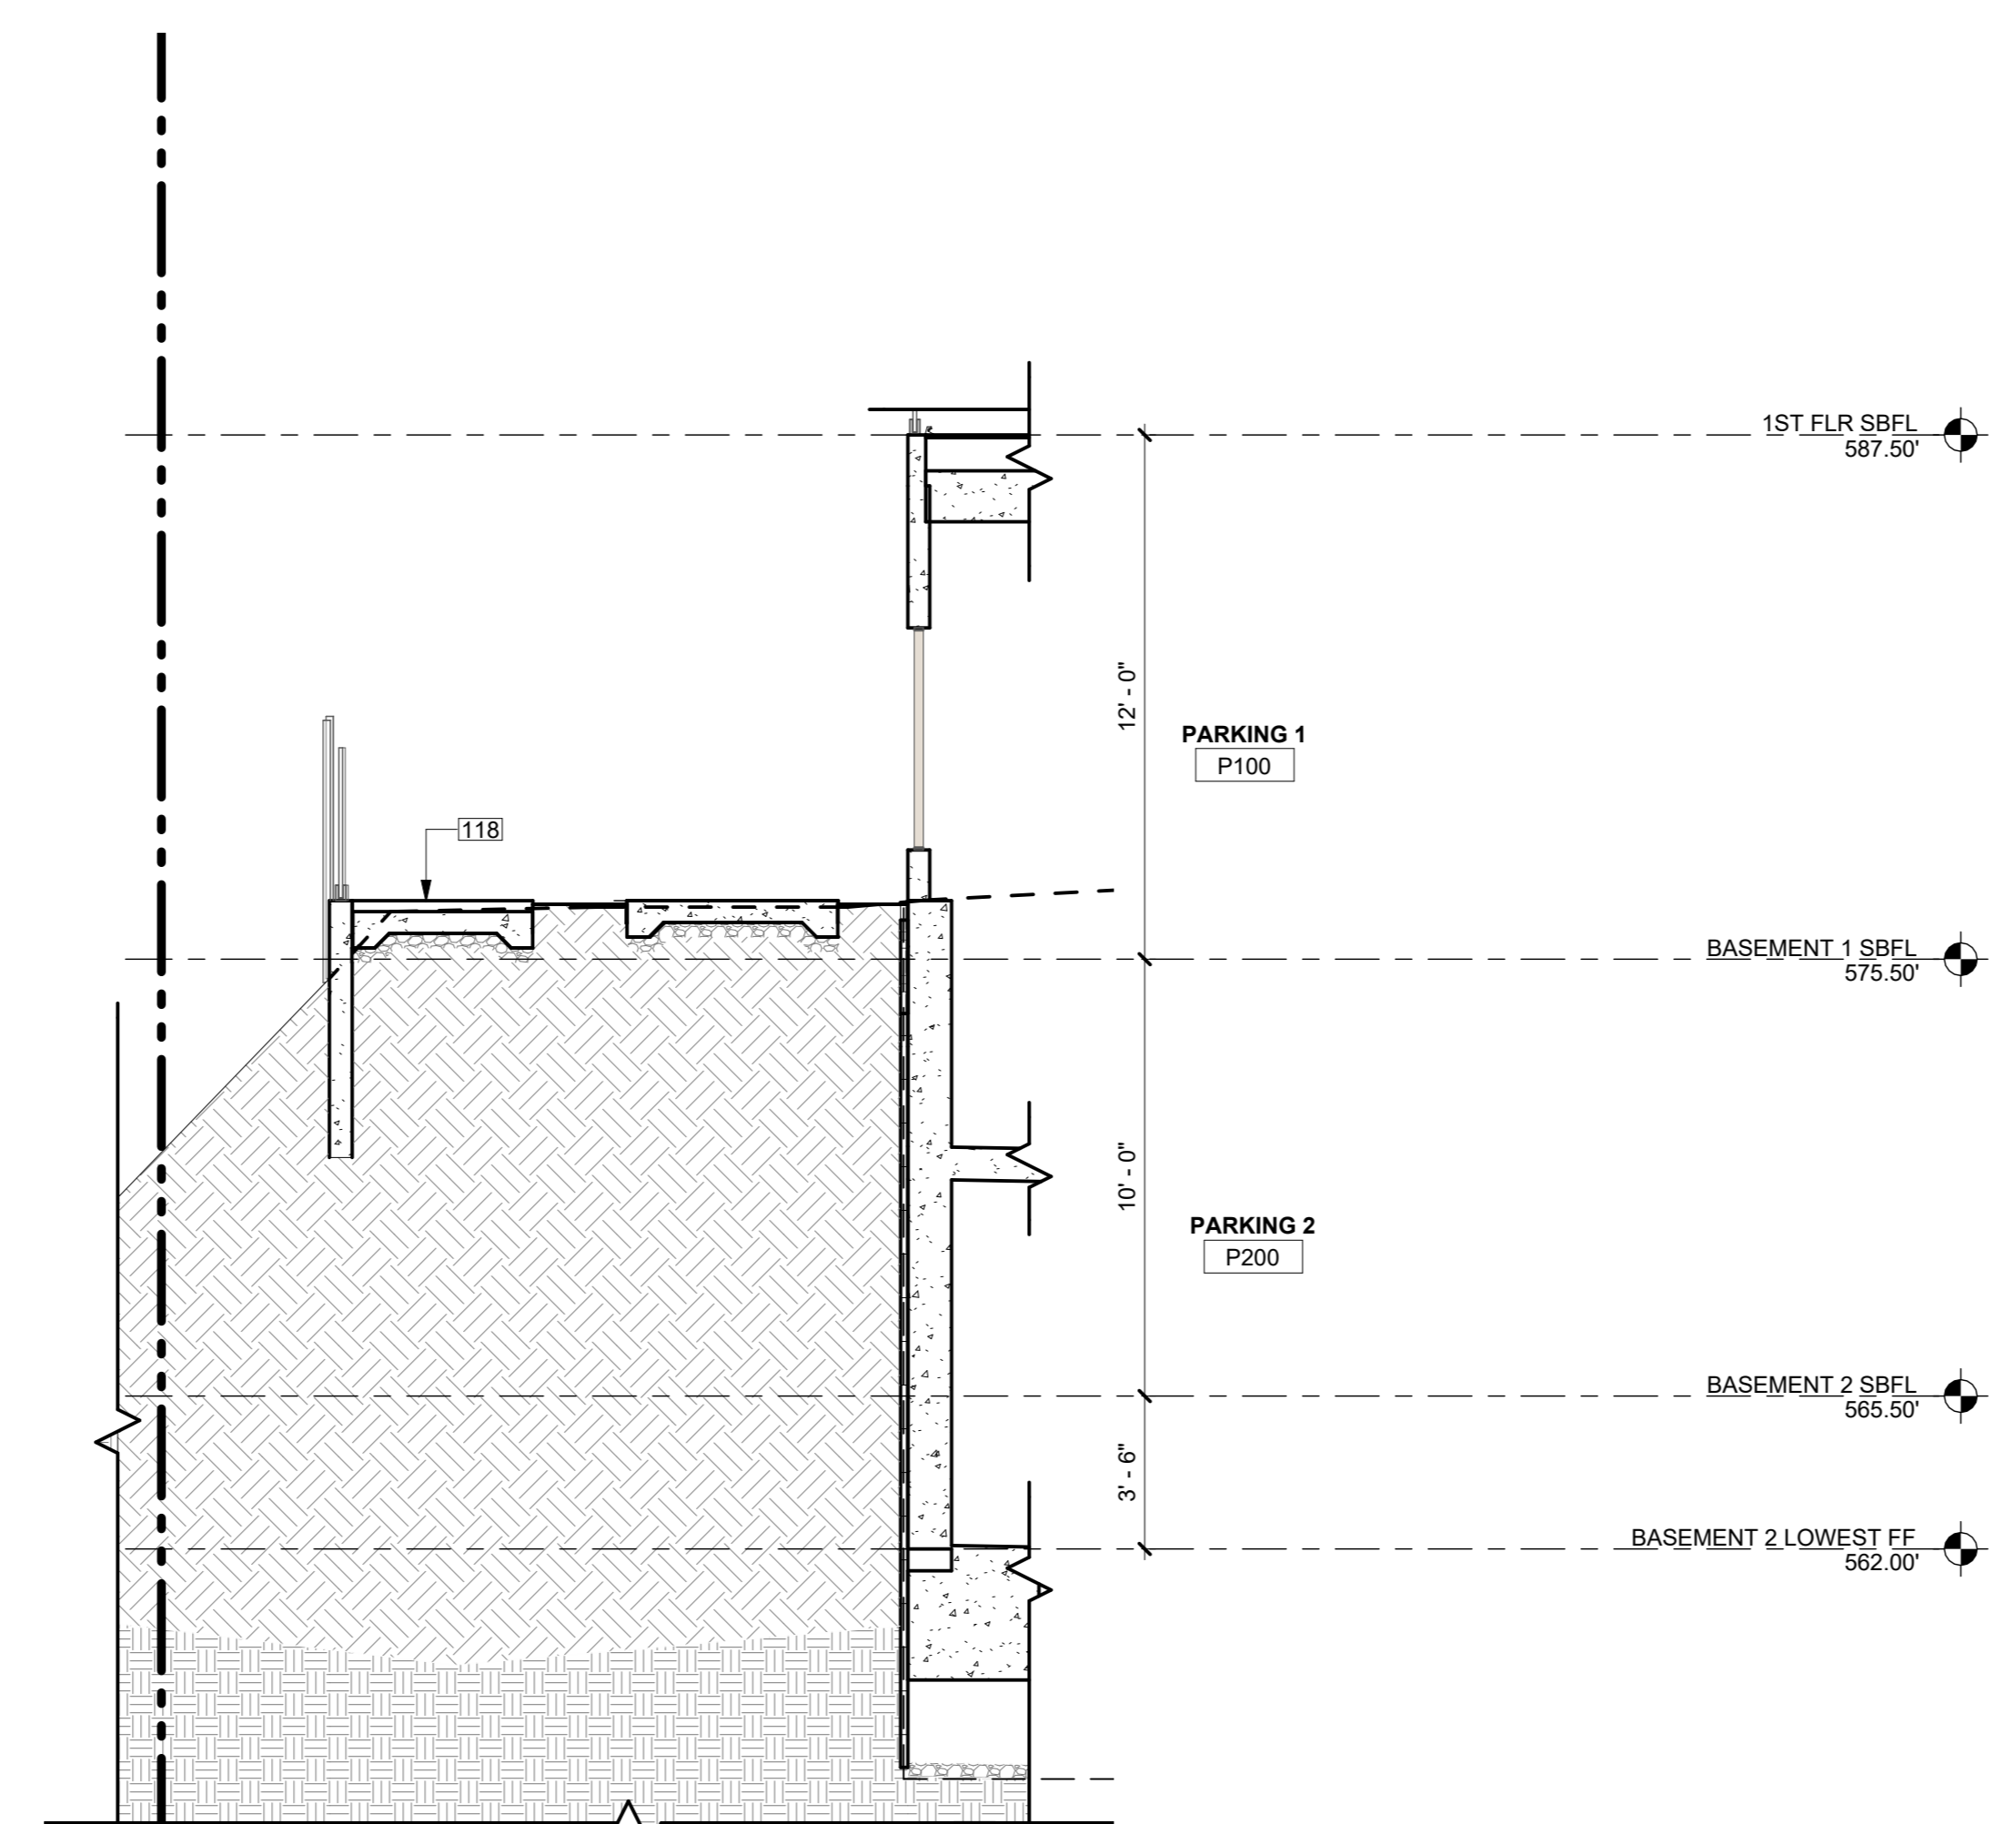 1ST FLR SBFL
587.50'
12' - 0"
PARKING 1
P100
118
BASEMENT 1 SBFL
575.50'
10' - 0"
PARKING 2
P200
BASEMENT 2 SBFL
565.50'
3' - 6"
BASEMENT 2 LOWEST FF
562.00'